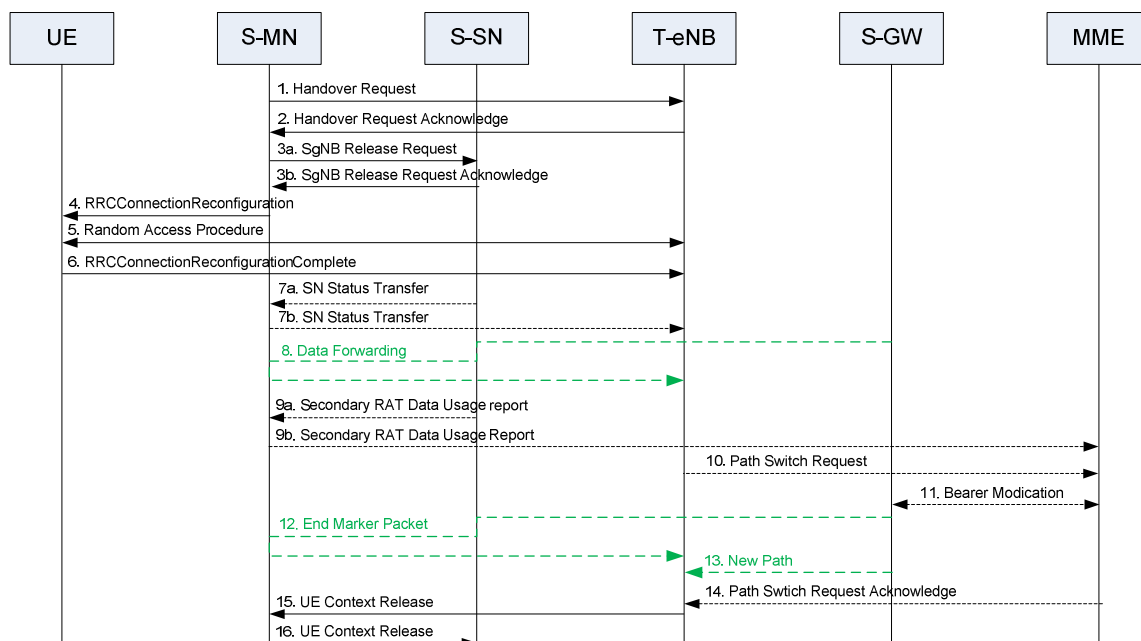 UE S-MN S-SN T-eNB S-GW MME
1. Handover Request
2. Handover Request Acknowledge
3a. SgNB Release Request
3b. SgNB Release Request Acknowledge
4. RRCConnectionReconfiguration
5. Random Access Procedure
6. RRCConnectionReconfigurationComplete
7a. SN Status Transfer
7b. SN Status Transfer
8. Data Forwarding
9a. Secondary RAT Data Usage report
9b. Secondary RAT Data Usage Report
10. Path Switch Request
11. Bearer Modication
12. End Marker Packet
13. New Path
14. Path Swtich Request Acknowledge
15. UE Context Release
16. UE Context Release